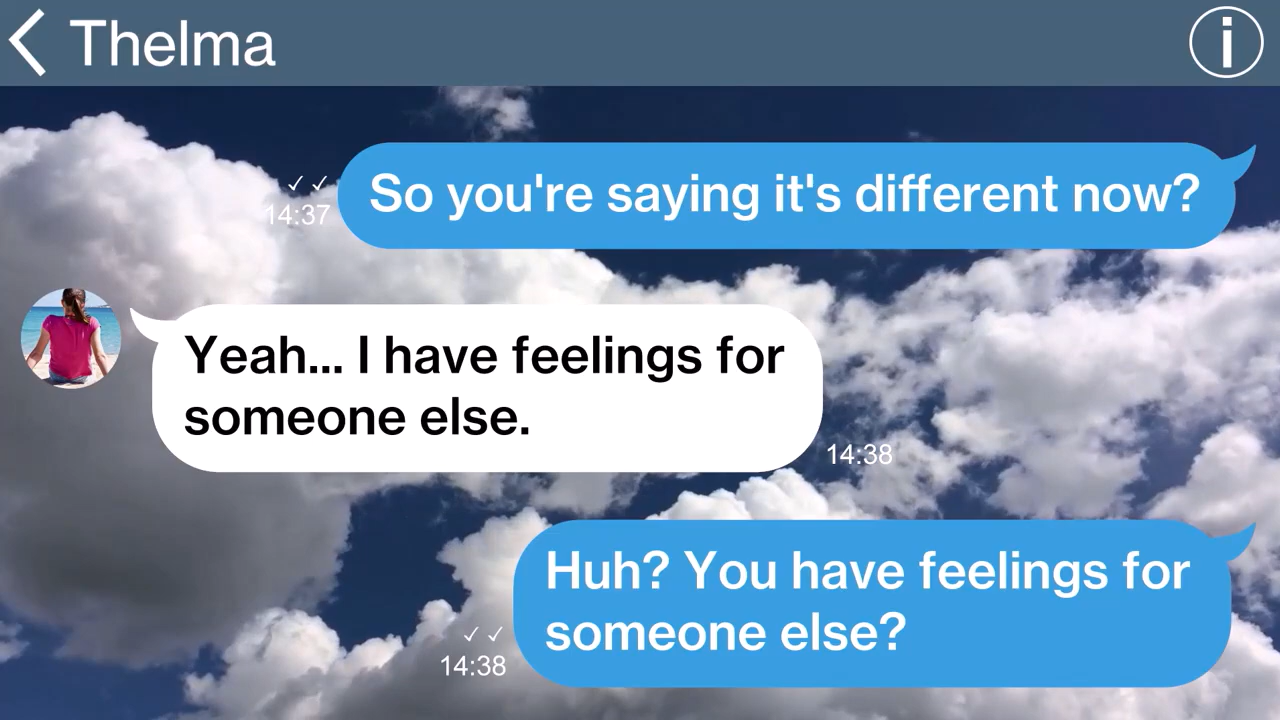 Thelma
So you're saying it's different now?
14:37
Yeah... I have feelings for
someone else.
14:38
Huh? You have feelings for
someone else?
14:38